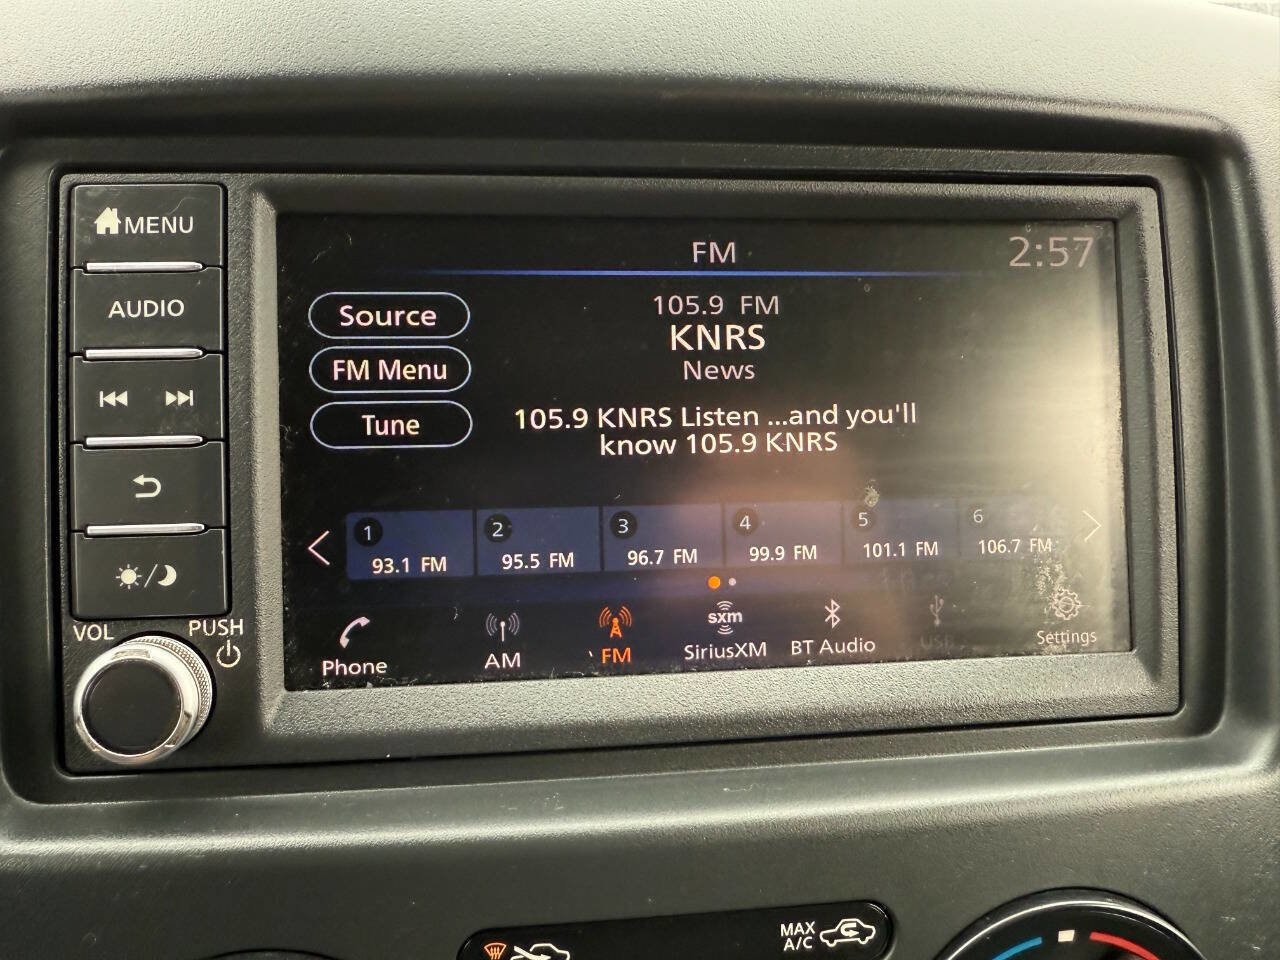 MENU
AUDIO
VOL
PUSH
FM
2:57
Source
FM Menu
Tune
105.9 FM
KNRS
News
105.9 KNRS Listen ...and you'll
know 105.9 KNRS
1
93.1 FM
2
95.5 FM
3
96.7 FM
4
99.9 FM
5
101.1 FM
6
106.7 FM
Phone
AM
FM
sxm
SiriusXM
BT Audio
USB
Settings
MAX
A/C